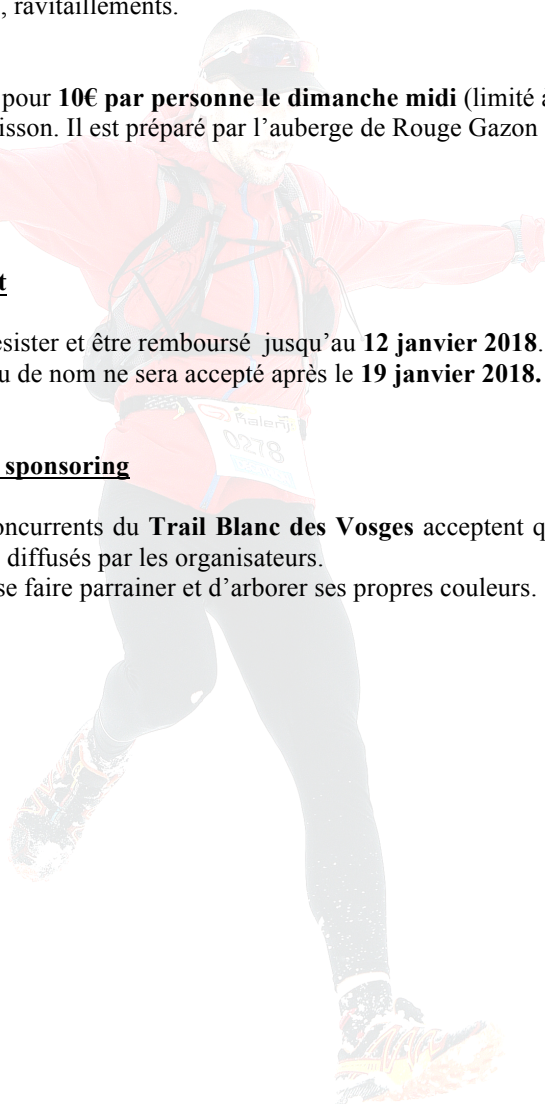 , ravitaillements.
pour 10€ par personne le dimanche midi (limité a
isson. Il est préparé par l’auberge de Rouge Gazon
t
ésister et être remboursé jusqu’au 12 janvier 2018.
u de nom ne sera accepté après le 19 janvier 2018.
sponsoring
oncurrents du Trail Blanc des Vosges acceptent q
diffusés par les organisateurs.
se faire parrainer et d’arborer ses propres couleurs.
malerij
0278